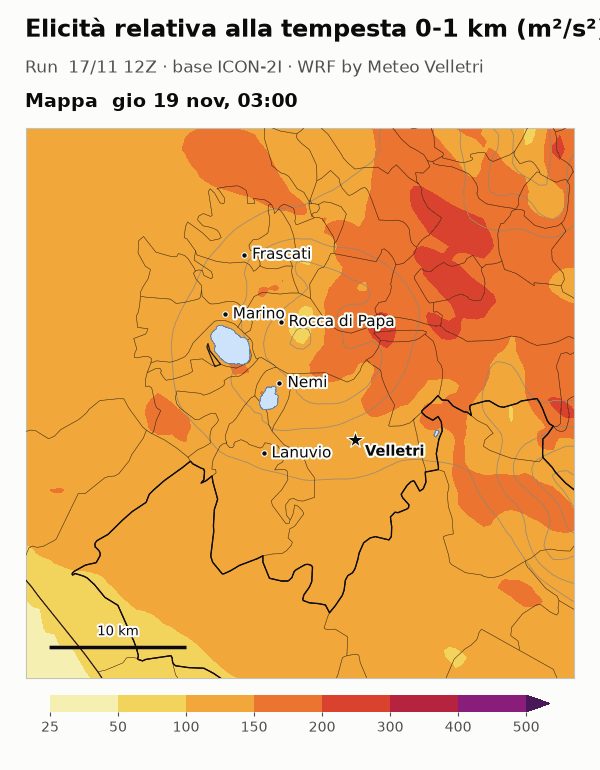 Elicità relativa alla tempesta 0-1 km (m²/s²)
Run 17/11 12Z · base ICON-2I · WRF by Meteo Velletri
Mappa gio 19 nov, 03:00
Frascati
Marino
Rocca di Papa
Nemi
Velletri
Lanuvio
10 km
25 50 100 150 200 300 400 500